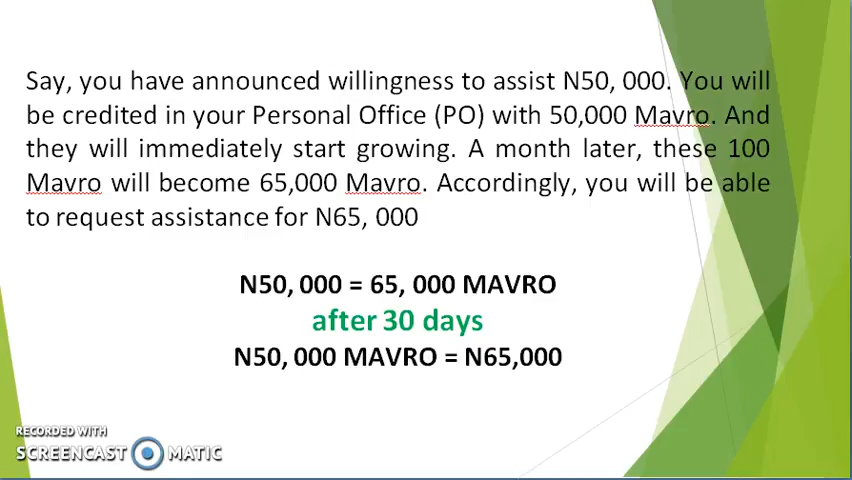 Say, you have announced willingness to assist N50, 000. You will
be credited in your Personal Office (PO) with 50,000 Mavro. And
they will immediately start growing. A month later, these 100
Mavro will become 65,000 Mavro. Accordingly, you will be able
to request assistance for N65, 000
N50, 000 = 65, 000 MAVRO
after 30 days
N50, 000 MAVRO = N65,000
RECORDED WITH
SCREENCAST MATIC